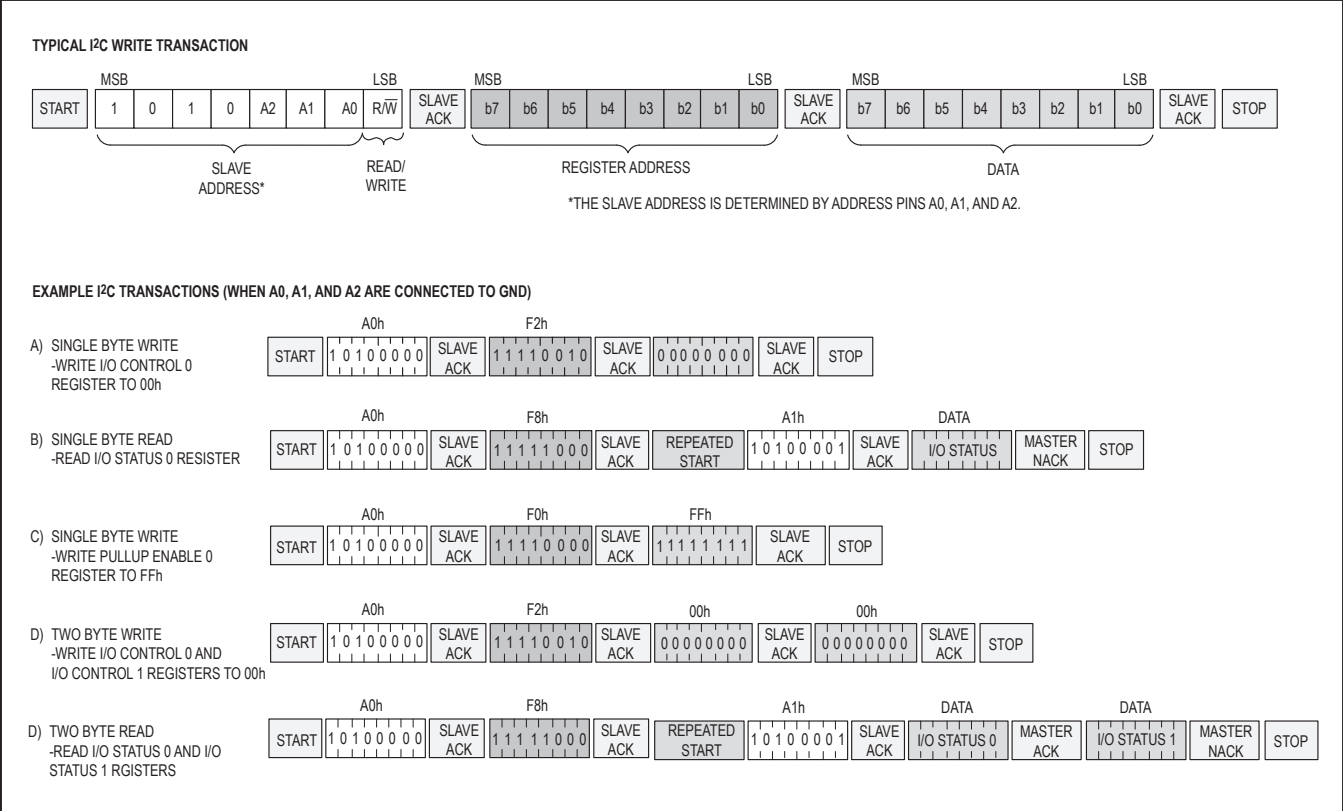 TYPICAL I2C WRITE TRANSACTION
MSB LSB MSB LSB MSB LSB
START 1 0 1 0 A2 A1 A0 R/W̅ SLAVE ACK b7 b6 b5 b4 b3 b2 b1 b0 SLAVE ACK b7 b6 b5 b4 b3 b2 b1 b0 SLAVE ACK STOP
SLAVE ADDRESS* READ/ WRITE REGISTER ADDRESS DATA
*THE SLAVE ADDRESS IS DETERMINED BY ADDRESS PINS A0, A1, AND A2.
EXAMPLE I2C TRANSACTIONS (WHEN A0, A1, AND A2 ARE CONNECTED TO GND)
A0h F2h
A) SINGLE BYTE WRITE
-WRITE I/O CONTROL 0
REGISTER TO 00h
START 1 0 1 0 0 0 0 0 SLAVE ACK 1 1 1 1 0 0 1 0 SLAVE ACK 0 0 0 0 0 0 0 0 SLAVE ACK STOP
A0h F8h A1h DATA
B) SINGLE BYTE READ
-READ I/O STATUS 0 RESISTER
START 1 0 1 0 0 0 0 0 SLAVE ACK 1 1 1 1 1 0 0 0 SLAVE ACK REPEATED START 1 0 1 0 0 0 0 1 SLAVE ACK I/O STATUS MASTER NACK STOP
A0h F0h FFh
C) SINGLE BYTE WRITE
-WRITE PULLUP ENABLE 0
REGISTER TO FFh
START 1 0 1 0 0 0 0 0 SLAVE ACK 1 1 1 1 0 0 0 0 SLAVE ACK 1 1 1 1 1 1 1 1 SLAVE ACK STOP
A0h F2h 00h 00h
D) TWO BYTE WRITE
-WRITE I/O CONTROL 0 AND
I/O CONTROL 1 REGISTERS TO 00h
START 1 0 1 0 0 0 0 0 SLAVE ACK 1 1 1 1 0 0 1 0 SLAVE ACK 0 0 0 0 0 0 0 0 SLAVE ACK 0 0 0 0 0 0 0 0 SLAVE ACK STOP
A0h F8h A1h DATA DATA
D) TWO BYTE READ
-READ I/O STATUS 0 AND I/O
STATUS 1 RGISTERS
START 1 0 1 0 0 0 0 0 SLAVE ACK 1 1 1 1 1 0 0 0 SLAVE ACK REPEATED START 1 0 1 0 0 0 0 1 SLAVE ACK I/O STATUS 0 MASTER ACK I/O STATUS 1 MASTER NACK STOP